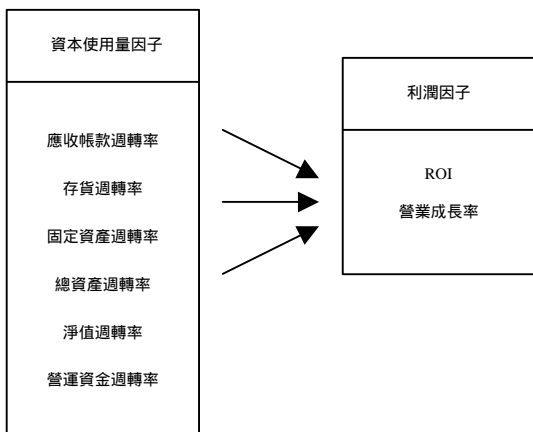 資本使用量因子
應收帳款週轉率
存貨週轉率
固定資產週轉率
總資產週轉率
淨值週轉率
營運資金週轉率
利潤因子
ROI
營業成長率